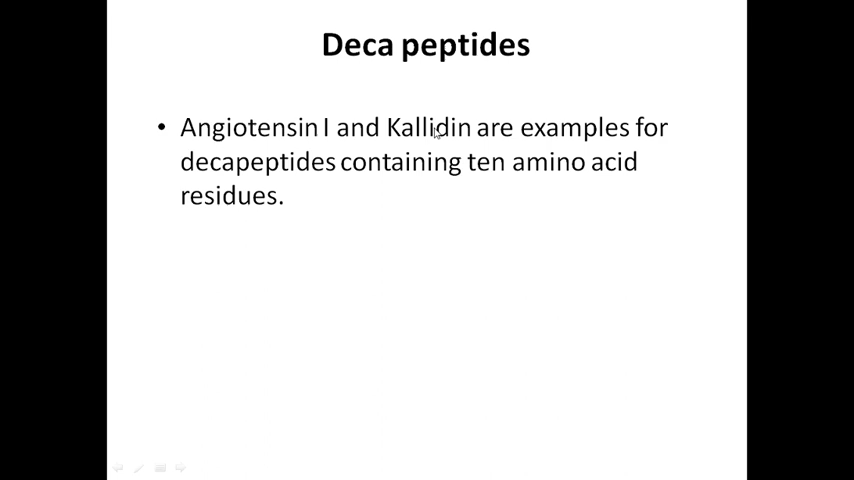 Deca peptides
• Angiotensin I and Kallidin are examples for
decapeptides containing ten amino acid
residues.